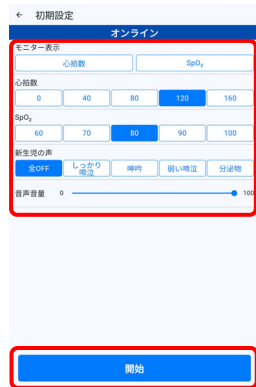 ← 初期設定
オンライン
モニター表示
心拍数 SpO₂
心拍数
0 40 80 120 160
SpO₂
60 70 80 90 100
新生児の声
全OFF しっかり啼泣 呻吟 弱い啼泣 分泌物
音声音量 0 100
開始